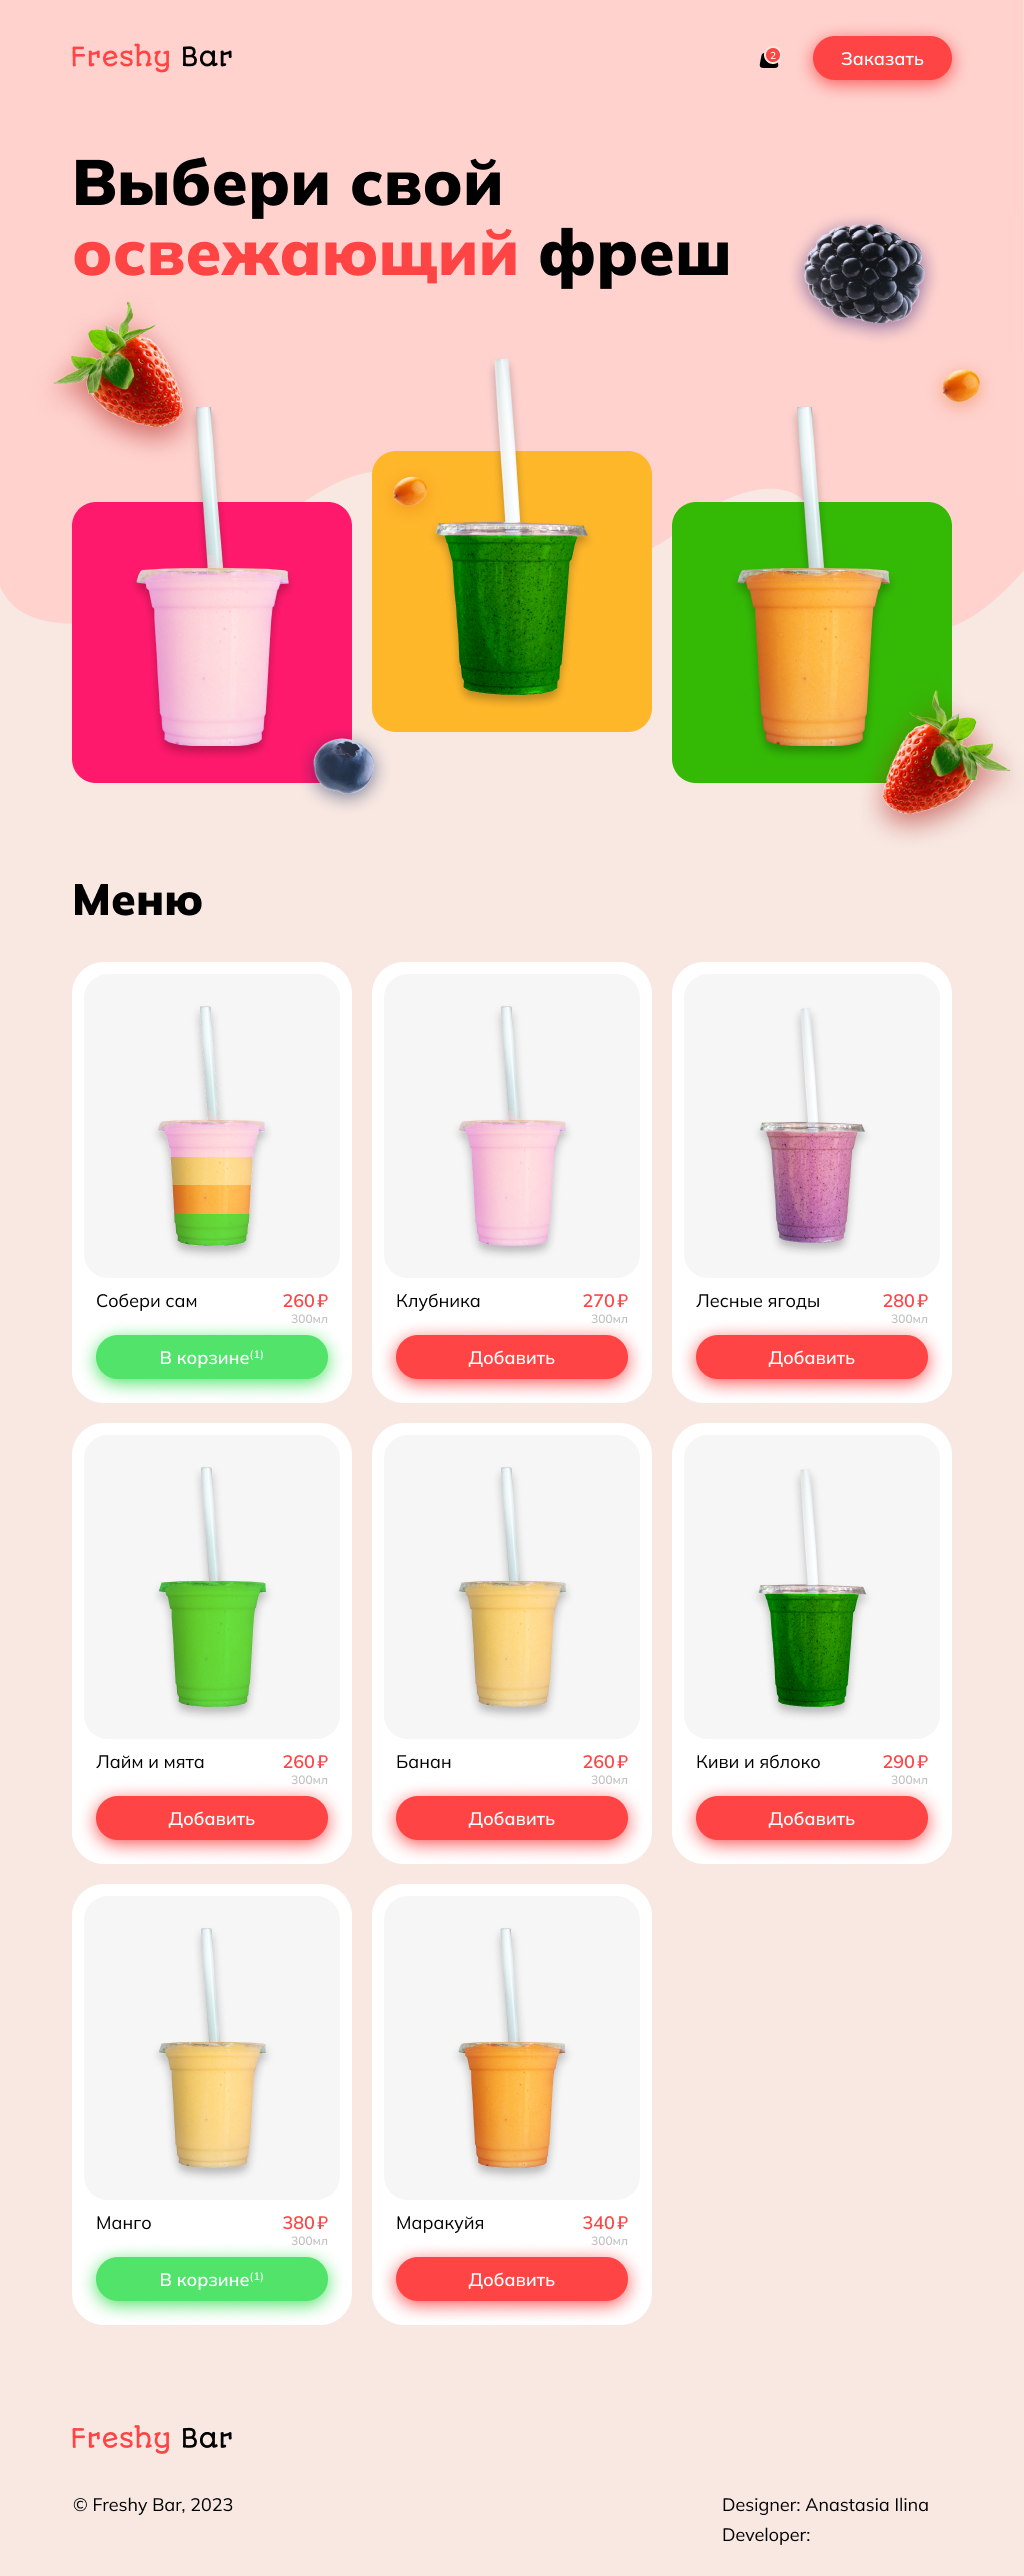 Freshy Bar
2
Заказать
Выбери свой
освежающий фреш
Меню
Собери сам 260 ₽
300мл
В корзине(1)
Клубника 270 ₽
300мл
Добавить
Лесные ягоды 280 ₽
300мл
Добавить
Лайм и мята 260 ₽
300мл
Добавить
Банан 260 ₽
300мл
Добавить
Киви и яблоко 290 ₽
300мл
Добавить
Манго 380 ₽
300мл
В корзине(1)
Маракуйя 340 ₽
300мл
Добавить
Freshy Bar
© Freshy Bar, 2023
Designer: Anastasia Ilina
Developer: